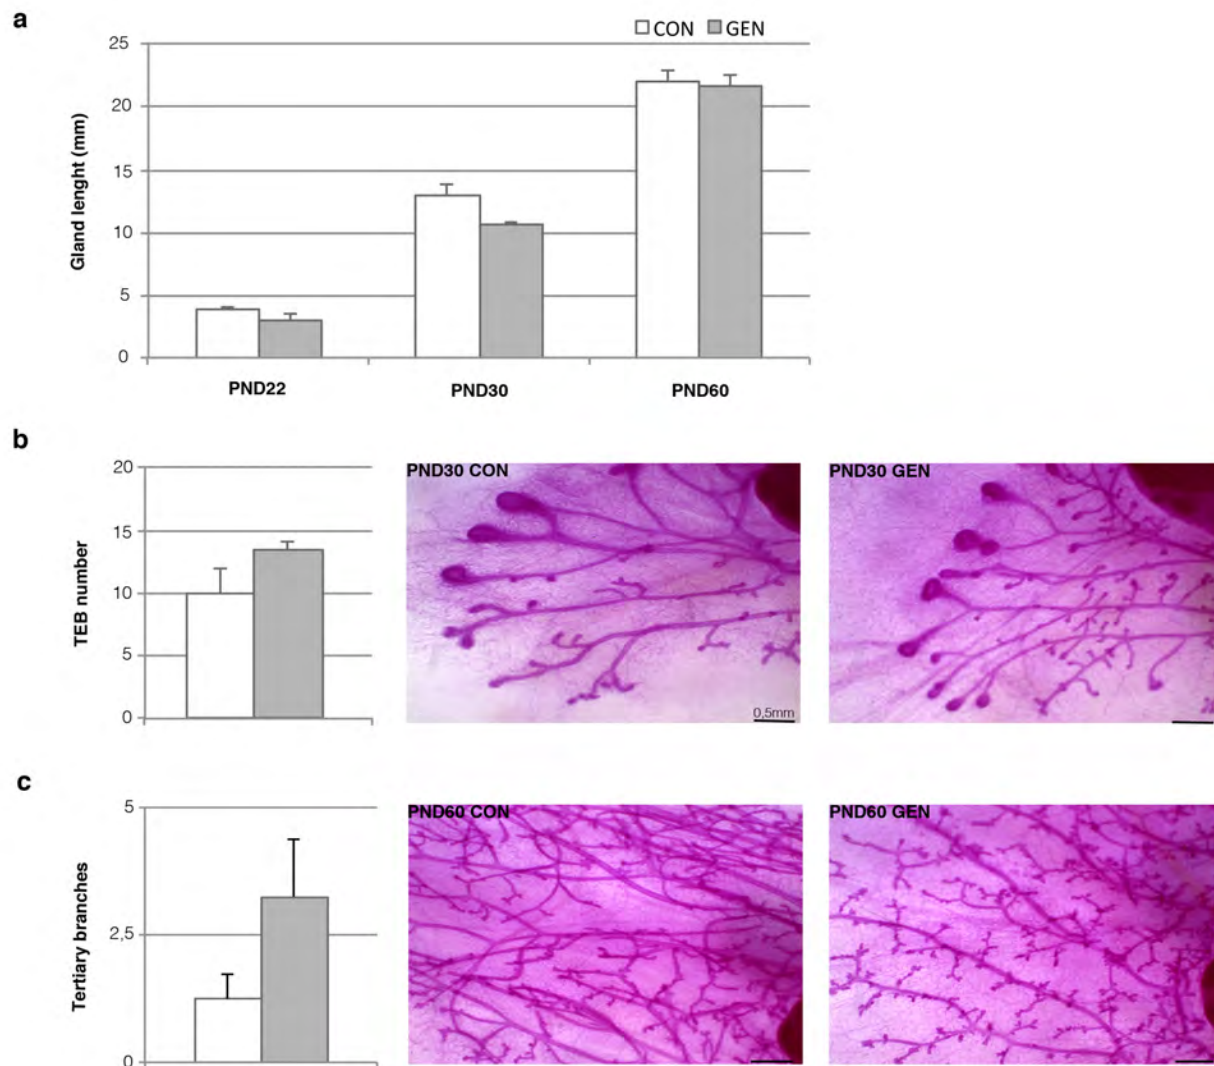 a
CON GEN
25
20
15
10
5
0
Gland lenght (mm)
PND22 PND30 PND60
b
20
15
10
5
0
TEB number
PND30 CON
0,5mm
PND30 GEN
c
5
2,5
0
Tertiary branches
PND60 CON
PND60 GEN